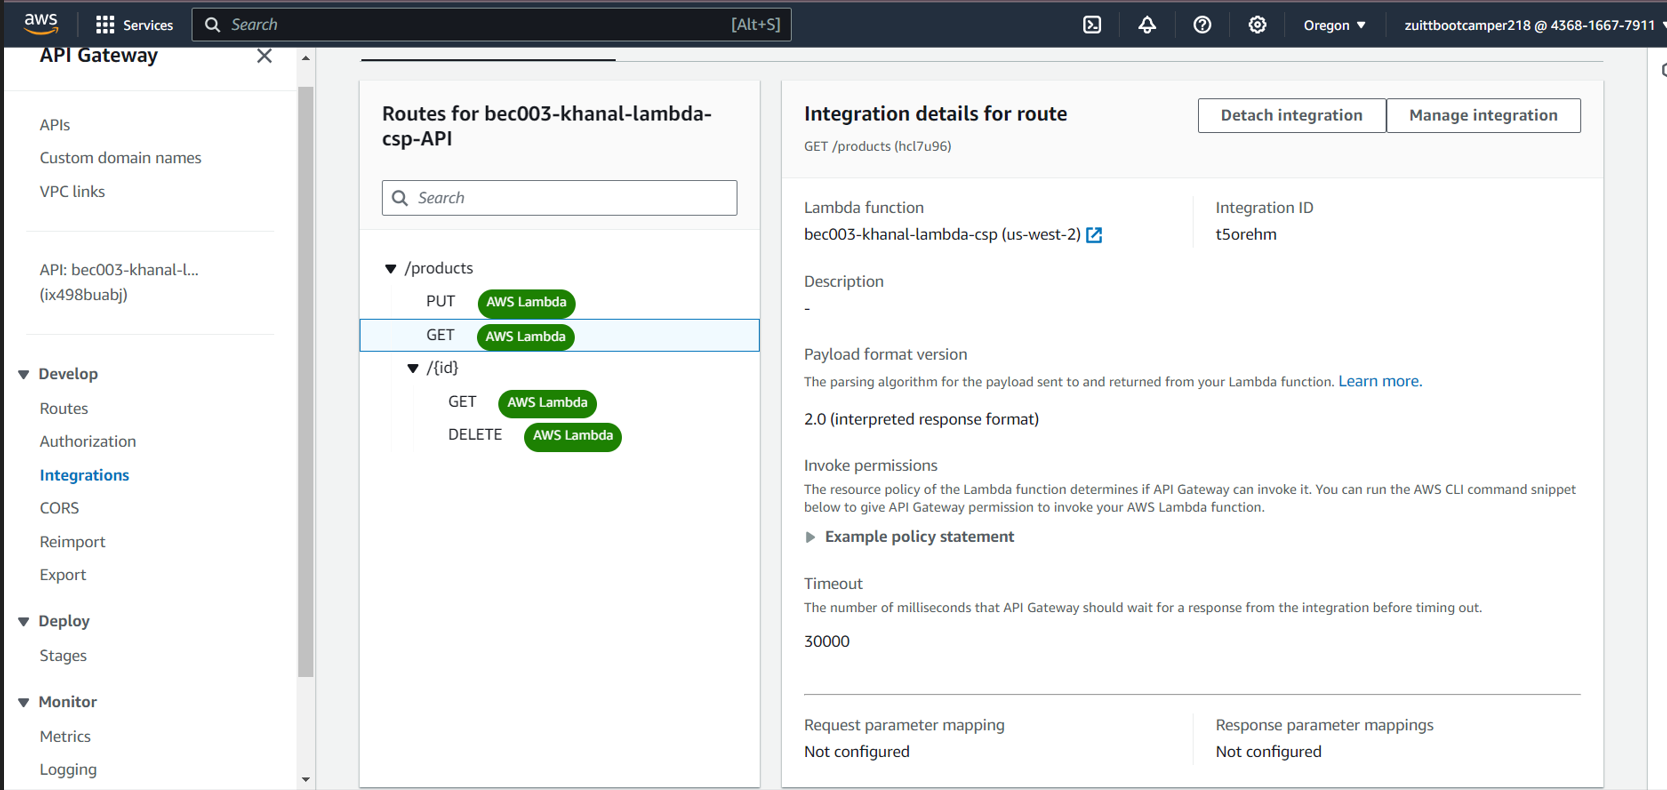 aws
Services
Search
[Alt+S]
Oregon
zuittbootcamper218 @ 4368-1667-7911
API Gateway
APIs
Custom domain names
VPC links
API: bec003-khanal-l...
(ix498buabj)
Develop
Routes
Authorization
Integrations
CORS
Reimport
Export
Deploy
Stages
Monitor
Metrics
Logging
Routes for bec003-khanal-lambda-
csp-API
Search
/products
PUT AWS Lambda
GET AWS Lambda
/{id}
GET AWS Lambda
DELETE AWS Lambda
Integration details for route
Detach integration
Manage integration
GET /products (hcl7u96)
Lambda function
bec003-khanal-lambda-csp (us-west-2)
Integration ID
t5orehm
Description
-
Payload format version
The parsing algorithm for the payload sent to and returned from your Lambda function. Learn more.
2.0 (interpreted response format)
Invoke permissions
The resource policy of the Lambda function determines if API Gateway can invoke it. You can run the AWS CLI command snippet
below to give API Gateway permission to invoke your AWS Lambda function.
Example policy statement
Timeout
The number of milliseconds that API Gateway should wait for a response from the integration before timing out.
30000
Request parameter mapping
Not configured
Response parameter mappings
Not configured